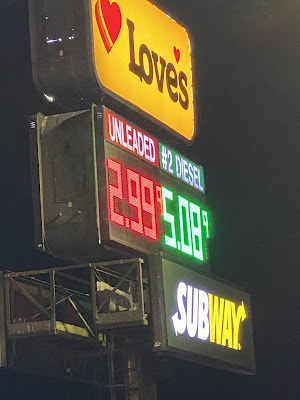 Love's
UNLEADED #2 DIESEL
2.99⁹ 5.08⁹
SUBWAY